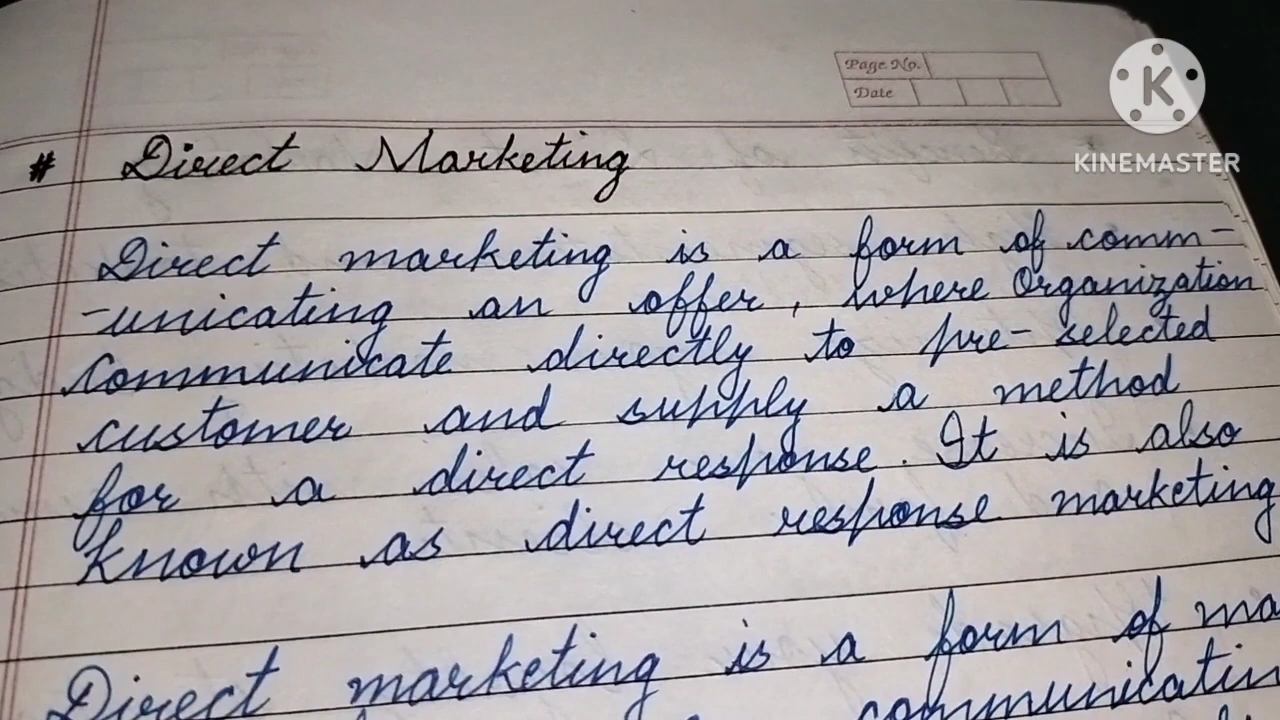 Page No.
Date
K
KINEMASTER
# Direct Marketing
Direct marketing is a form of comm-
-unicating an offer, where Organization
communicate directly to pre-selected
customer and supply a method
for a direct response. It is also
known as direct response marketing
Direct marketing is a form of ma
communicatin